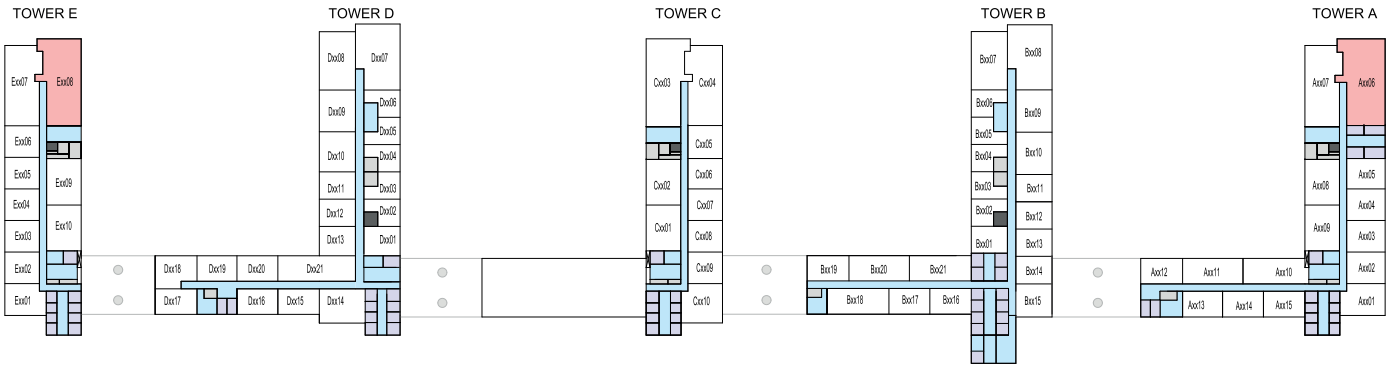 TOWER E TOWER D TOWER C TOWER B TOWER A
Exx07 Exx08
Exx06
Exx05 Exx09
Exx04
Exx03 Exx10
Exx02
Exx01
Dxx08 Dxx07
Dxx09 Dxx06
Dxx05
Dxx10 Dxx04
Dxx11 Dxx03
Dxx12 Dxx02
Dxx13 Dxx01
Dxx18 Dxx19 Dxx20 Dxx21
Dxx17 Dxx16 Dxx15 Dxx14
Cxx03 Cxx04
Cxx05
Cxx02 Cxx06
Cxx07
Cxx01 Cxx08
Cxx09
Cxx10
Bxx07 Bxx08
Bxx06 Bxx09
Bxx05
Bxx04 Bxx10
Bxx03 Bxx11
Bxx02 Bxx12
Bxx01 Bxx13
Bxx19 Bxx20 Bxx21 Bxx14
Bxx18 Bxx17 Bxx16 Bxx15
Axx07 Axx06
Axx05
Axx08 Axx04
Axx09 Axx03
Axx12 Axx11 Axx10 Axx02
Axx13 Axx14 Axx15 Axx01